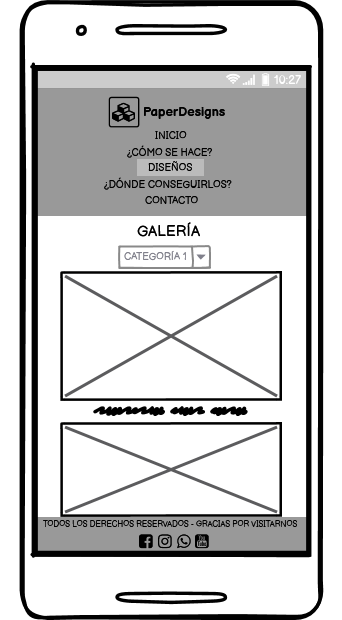 10:27
PaperDesigns
INICIO
¿CÓMO SE HACE?
DISEÑOS
¿DÓNDE CONSEGUIRLOS?
CONTACTO
GALERÍA
CATEGORÍA 1
TODOS LOS DERECHOS RESERVADOS - GRACIAS POR VISITARNOS